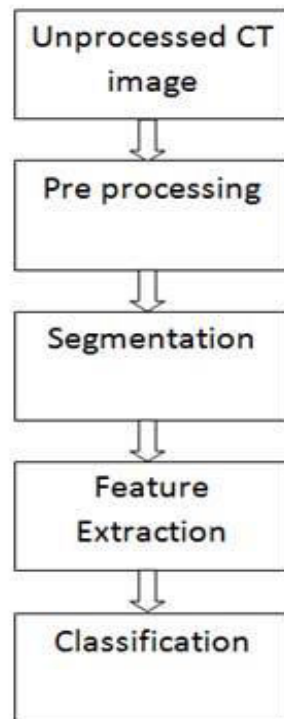 Unprocessed CT
image
Pre processing
Segmentation
Feature
Extraction
Classification